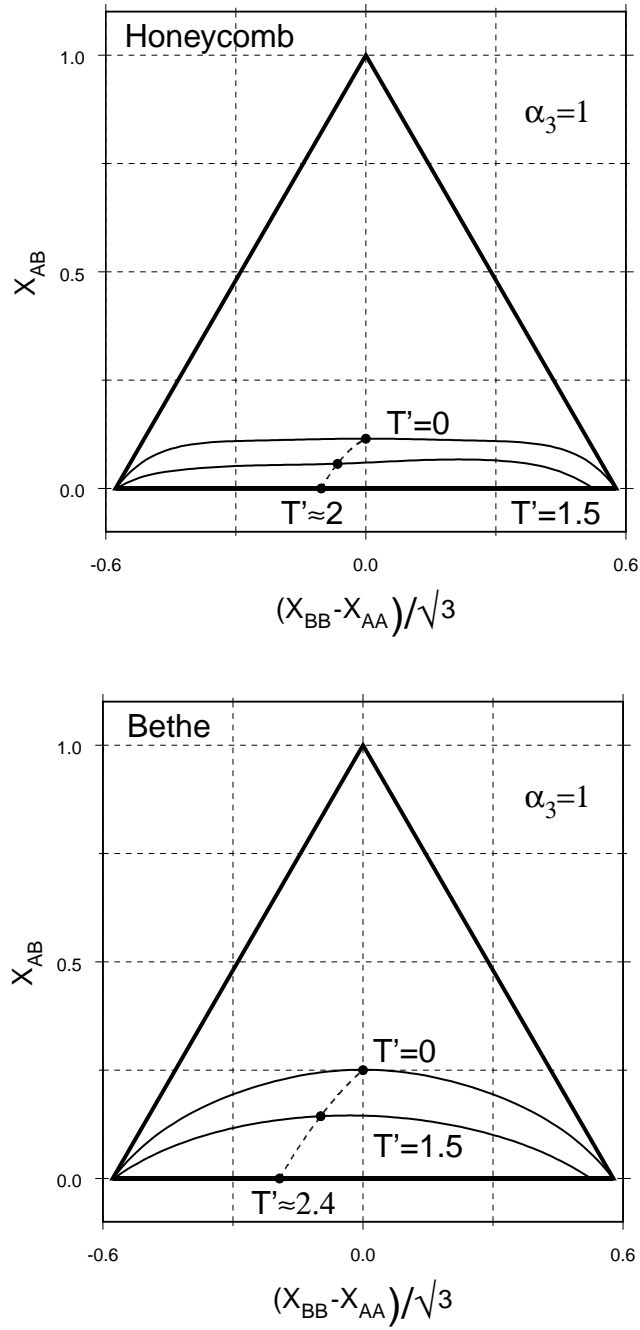 Honeycomb
1.0
α3=1
XAB
0.5
T'=0
0.0
T'≈2
T'=1.5
-0.6
0.0
0.6
(XBB-XAA)/√3
Bethe
1.0
α3=1
XAB
0.5
T'=0
T'=1.5
0.0
T'≈2.4
-0.6
0.0
0.6
(XBB-XAA)/√3